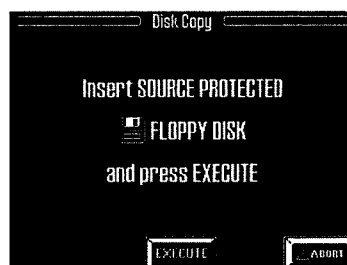 Disk Copy
Insert SOURCE PROTECTED
FLOPPY DISK
and press EXECUTE
EXECUTE
ABORT